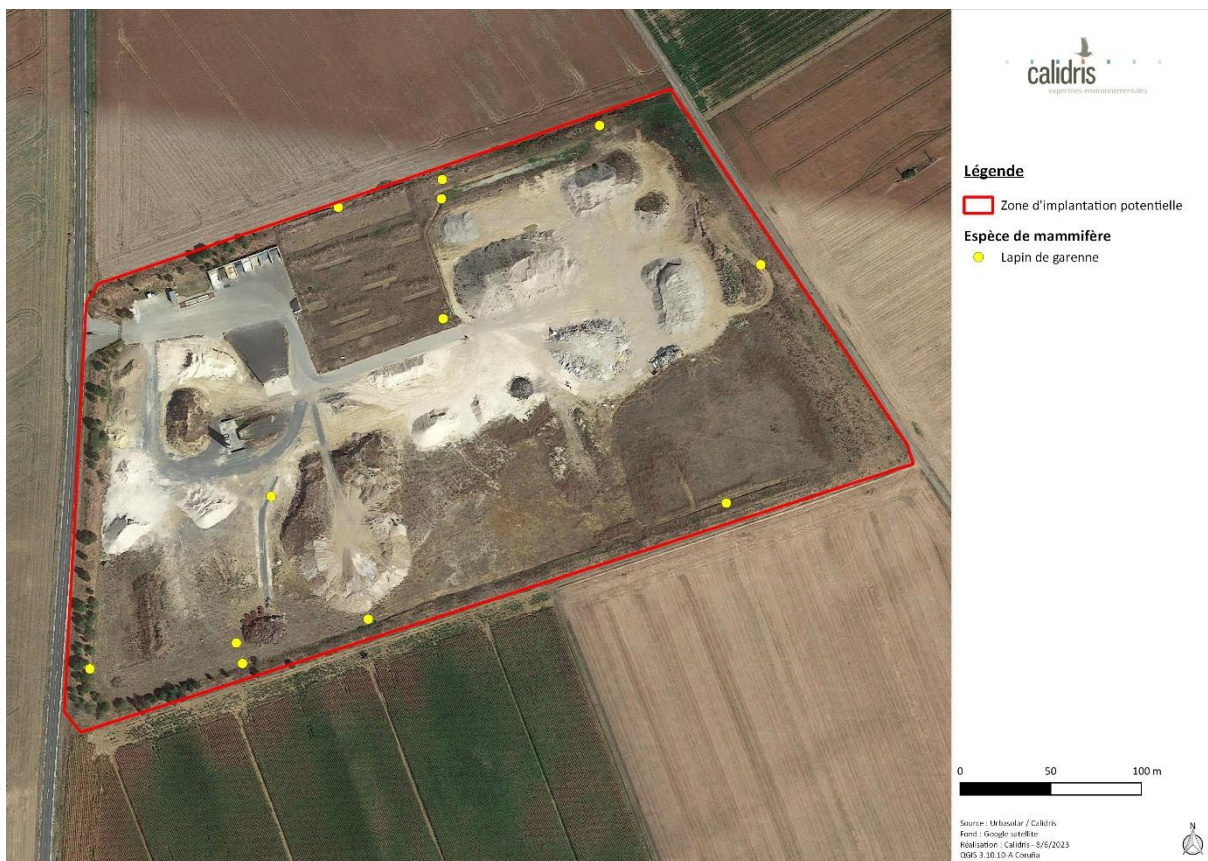 calidris
expertises environnementales
Légende
Zone d'implantation potentielle
Espèce de mammifère
Lapin de garenne
0 50 100 m
Source : Urbasolar / Calidris
Fond : Google satellite
Réalisation : Calidris - 8/6/2023
QGIS 3.10.10-A Coruña
N